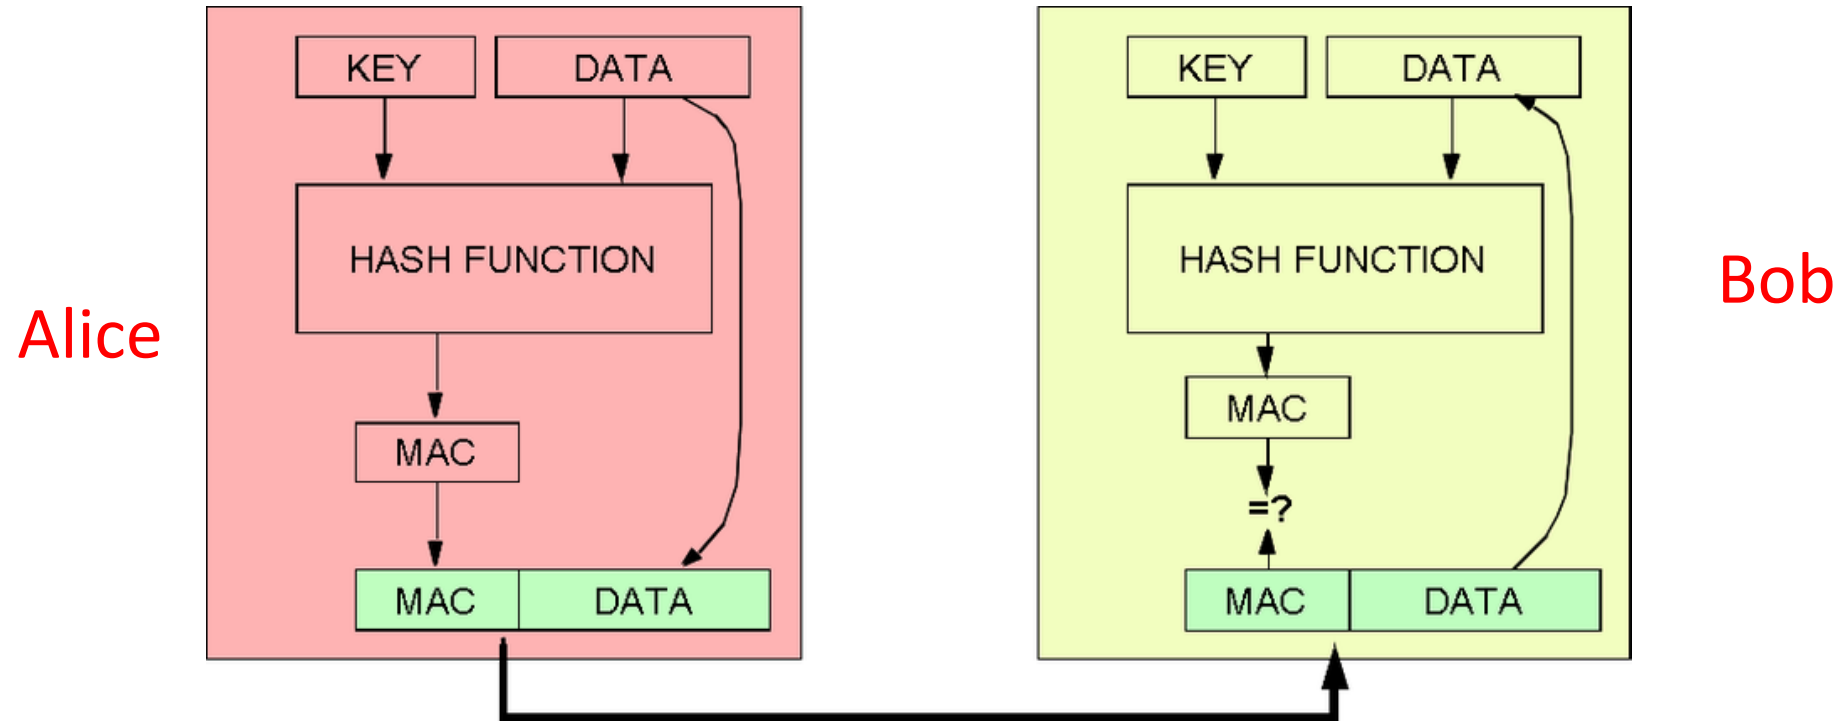 Alice
KEY
DATA
HASH FUNCTION
MAC
MAC
DATA
KEY
DATA
HASH FUNCTION
MAC
=?
MAC
DATA
Bob